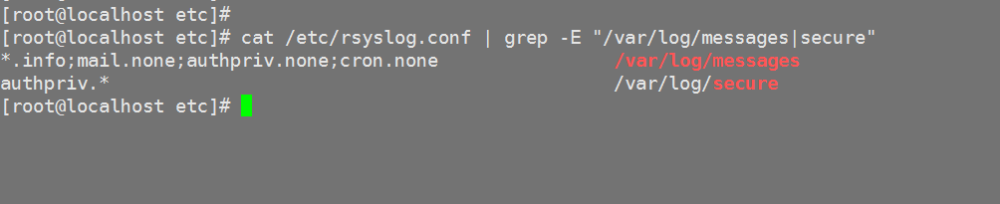 [root@localhost etc]#
[root@localhost etc]# cat /etc/rsyslog.conf | grep -E "/var/log/messages|secure"
*.info;mail.none;authpriv.none;cron.none                /var/log/messages
authpriv.*                                              /var/log/secure
[root@localhost etc]#